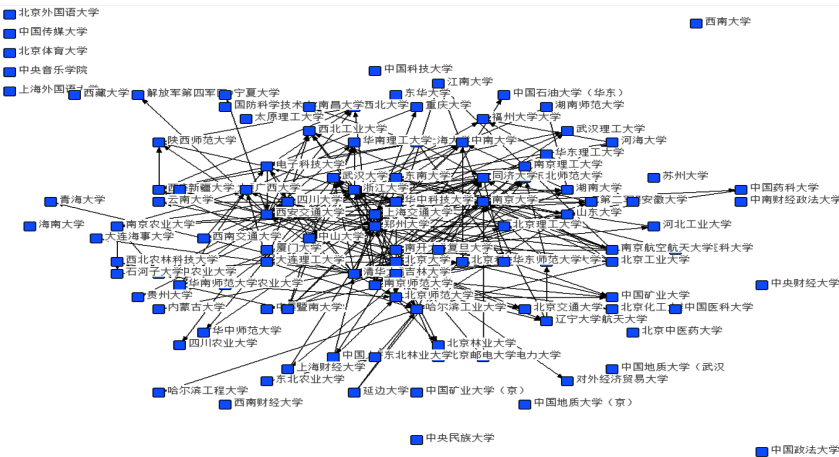 北京外国语大学
西南大学
中国传媒大学
北京体育大学
中央音乐学院
中国科技大学
江南大学
上海外国语
西藏大学
解放军第四军
宁夏大学
东华大学
中国石油大学（华东）
国防科学技术
南昌大学
西北大
重庆大学
湖南师范大学
太原理工大学
福州大学
西北工业大学
武汉理工大学
陕西师范大学
华南理工大学
中南大学
河海大学
华东理工大学
电子科技大学
南京理工大学
武汉大学
东南大学
同济大学
北师范大学
苏州大学
新疆大学
广西大学
浙江大学
湖南大学
中国药科大学
青海大学
云南大学
四川大学
华中科技大学
南京大学
安徽大学
中南财经政法大学
西安交通大学
上海交通大学
山东大学
海南大学
南京农业大学
郑州大学
北京理工大学
河北工业大学
大连海事大学
西南交通大学
中山大学
厦门大学
南开大
复旦大学
南京航空航天大
医科大学
西北农林科技大
大连理工大学
北京大学
华东师范大学
北京工业大学
石河子大学
农业大学
清华大
吉林大学
华南师范大学
农业大学
南京师范大学
中央财经大学
贵州大学
北京师范大学
中国矿业大学
内蒙古大学
暨南大学
哈尔滨工业大学
北京交通大学
北京化工
中国医科大学
辽宁大学
航天大学
华中师范大学
北京中医药大学
四川农业大学
北京林业大学
中国人
东北林业大学
北京邮电大学
电力大学
上海财经大学
中国地质大学（武汉
东北农业大学
对外经济贸易大学
哈尔滨工程大学
延边大学
中国矿业大学（京）
西南财经大学
中国地质大学（京）
中央民族大学
中国政法大学